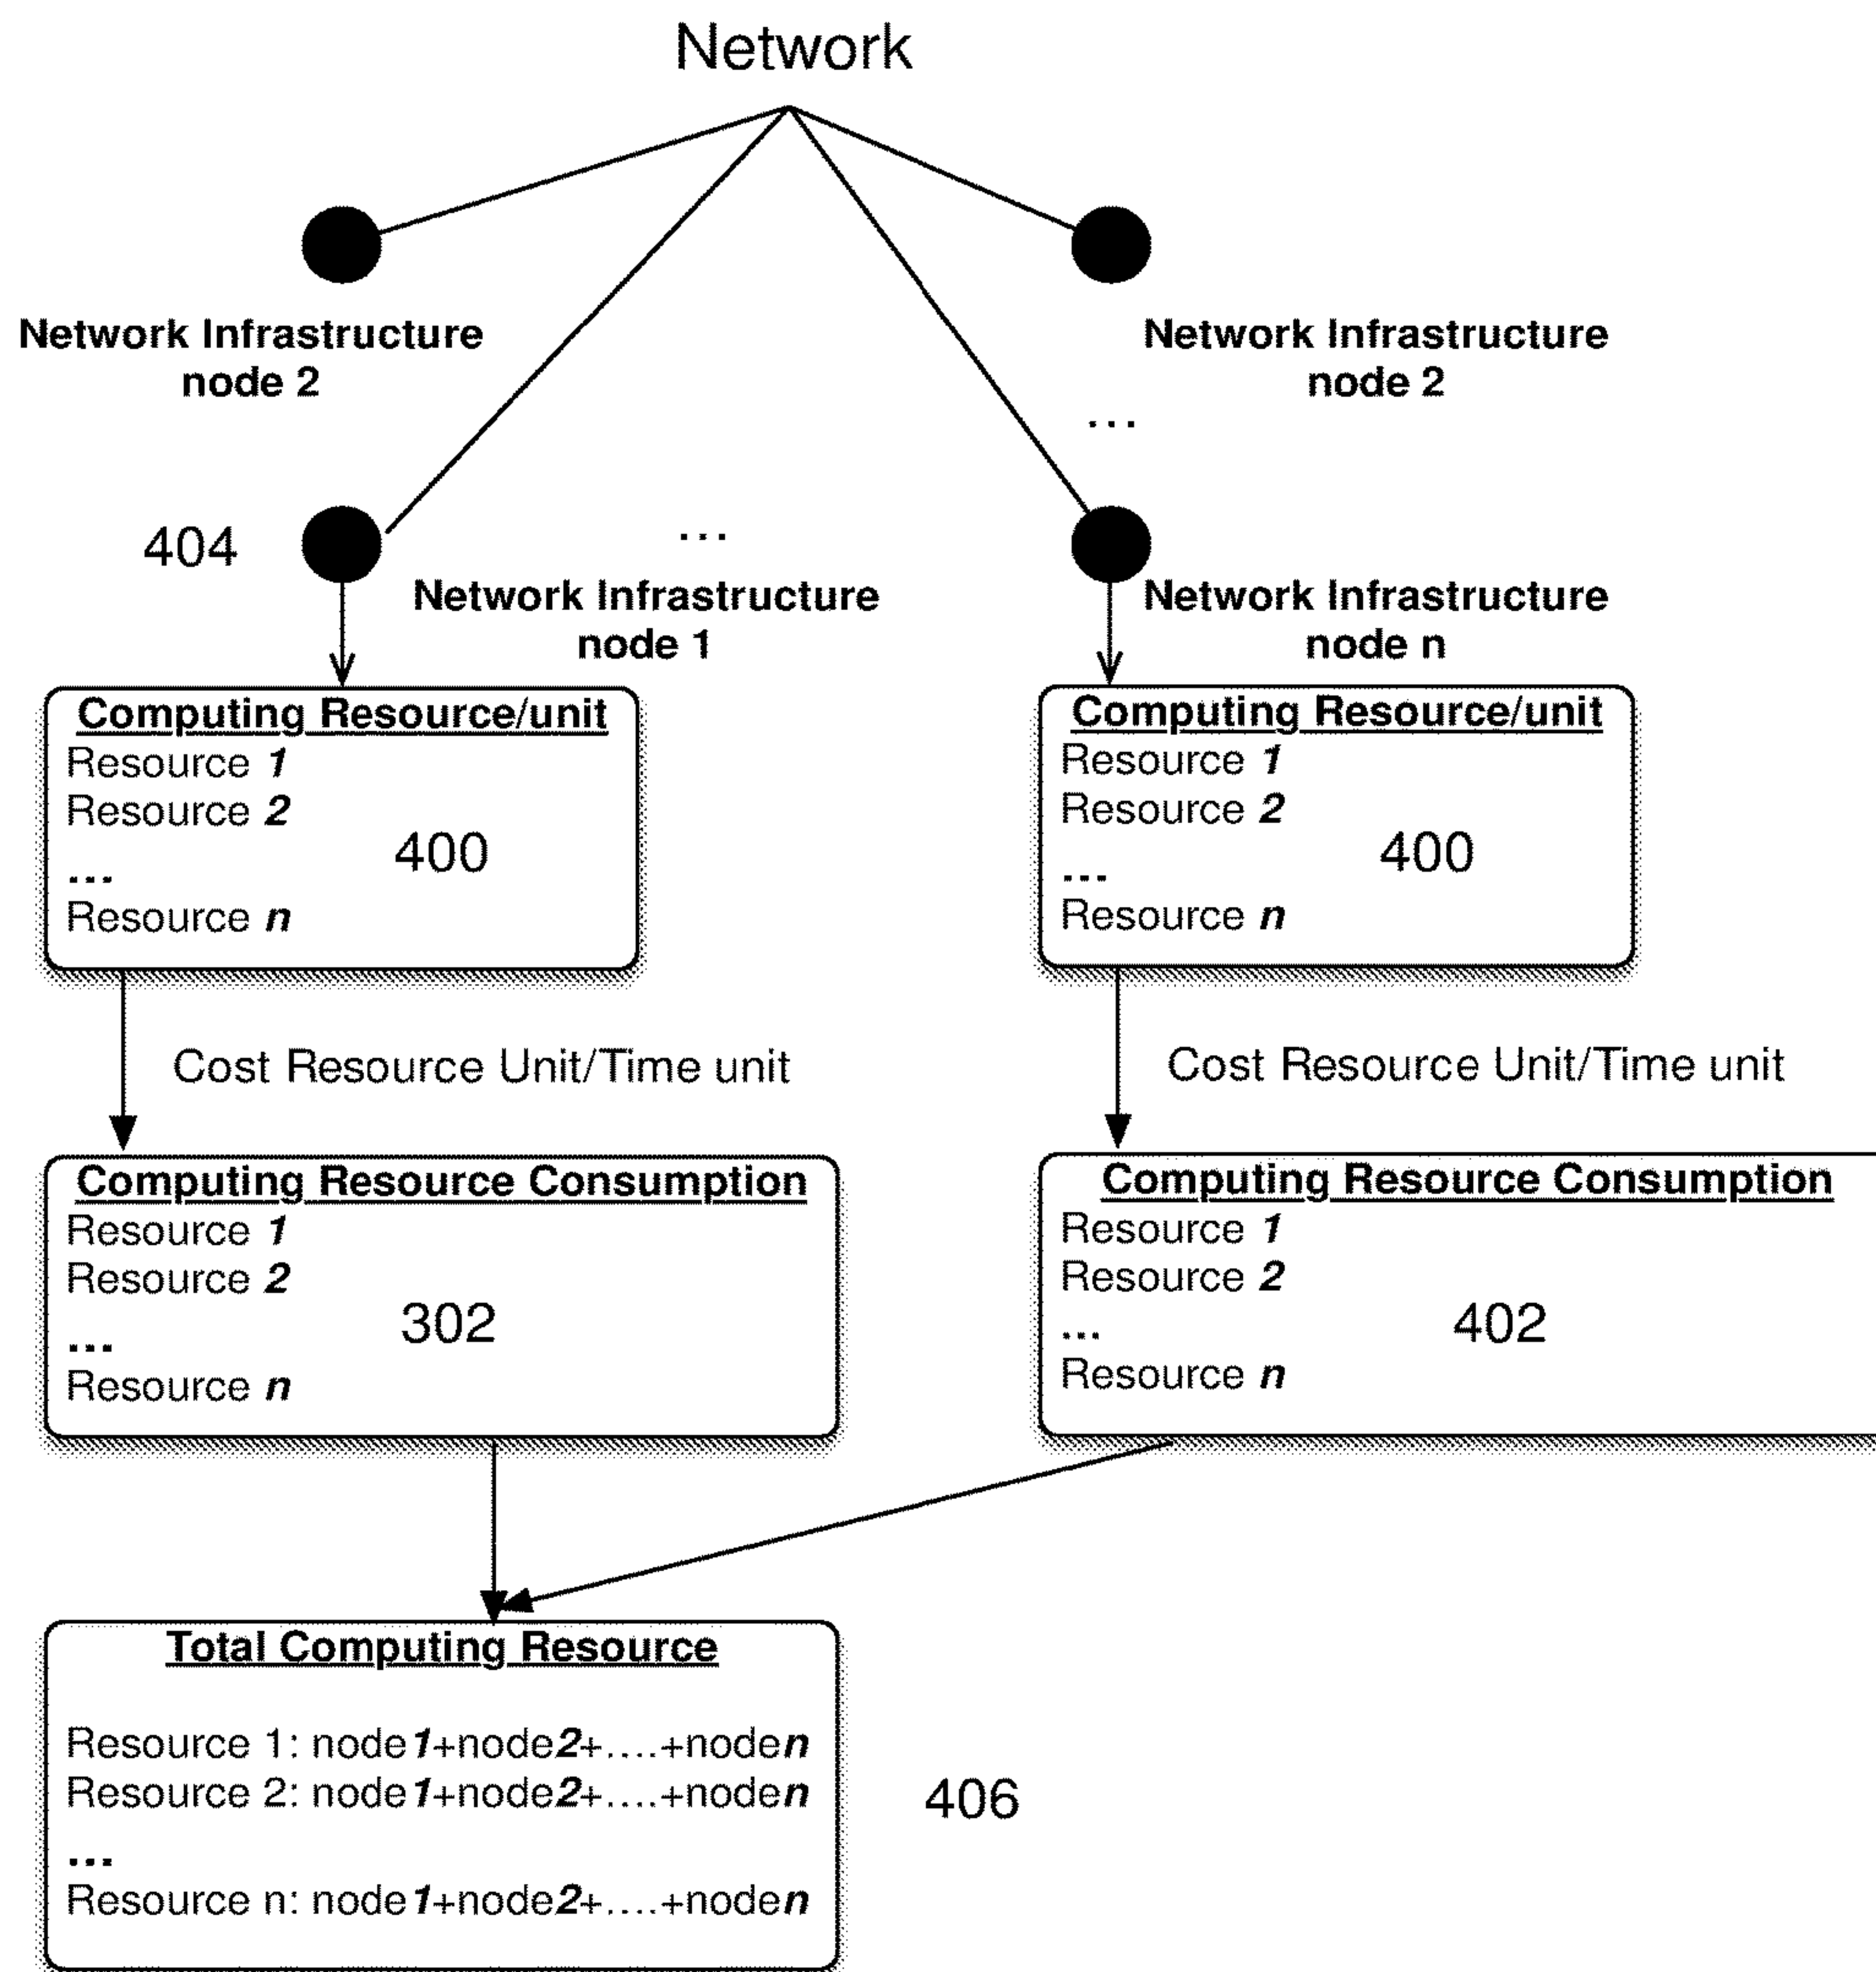 Network
Network Infrastructure
node 2
Network Infrastructure
node 2
...
404
...
Network Infrastructure
node 1
Network Infrastructure
node n
Computing Resource/unit
Resource 1
Resource 2
400
...
Resource n
Computing Resource/unit
Resource 1
Resource 2
400
...
Resource n
Cost Resource Unit/Time unit
Cost Resource Unit/Time unit
Computing Resource Consumption
Resource 1
Resource 2
302
...
Resource n
Computing Resource Consumption
Resource 1
Resource 2
402
...
Resource n
Total Computing Resource
Resource 1: node1+node2+....+noden
Resource 2: node1+node2+....+noden
406
...
Resource n: node1+node2+....+noden